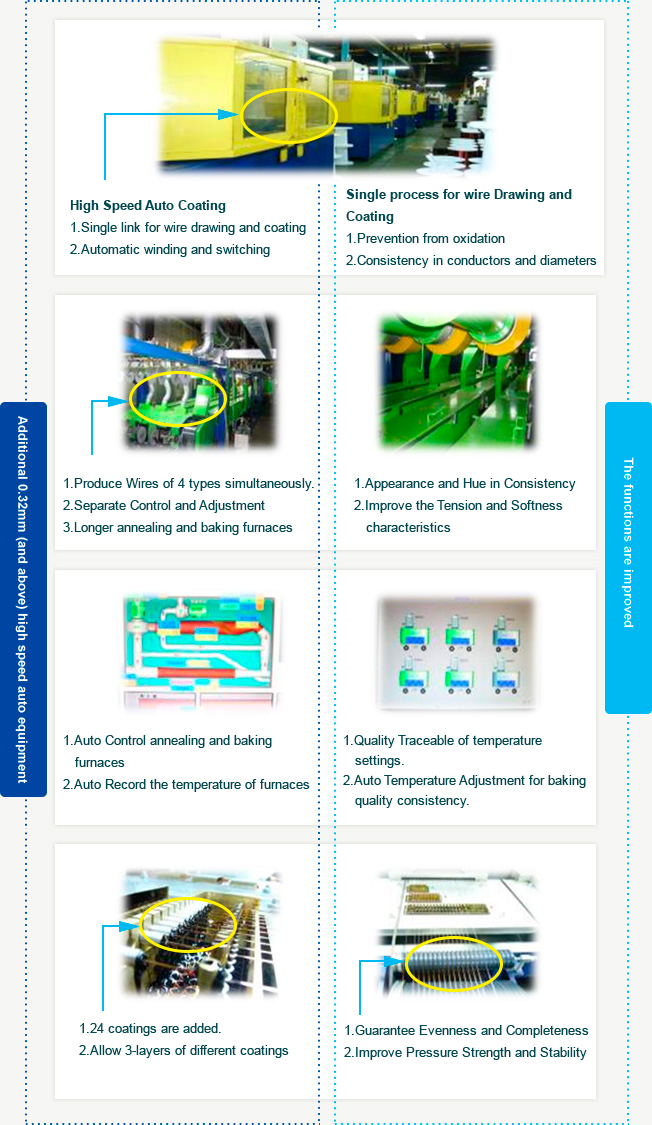 High Speed Auto Coating
1.Single link for wire drawing and coating
2.Automatic winding and switching
Single process for wire Drawing and
Coating
1.Prevention from oxidation
2.Consistency in conductors and diameters
Additional 0.32mm (and above) high speed auto equipment
The functions are improved
1.Produce Wires of 4 types simultaneously.
2.Separate Control and Adjustment
3.Longer annealing and baking furnaces
1.Appearance and Hue in Consistency
2.Improve the Tension and Softness
characteristics
1.Auto Control annealing and baking
furnaces
2.Auto Record the temperature of furnaces
1.Quality Traceable of temperature
settings.
2.Auto Temperature Adjustment for baking
quality consistency.
1.24 coatings are added.
2.Allow 3-layers of different coatings
1.Guarantee Evenness and Completeness
2.Improve Pressure Strength and Stability